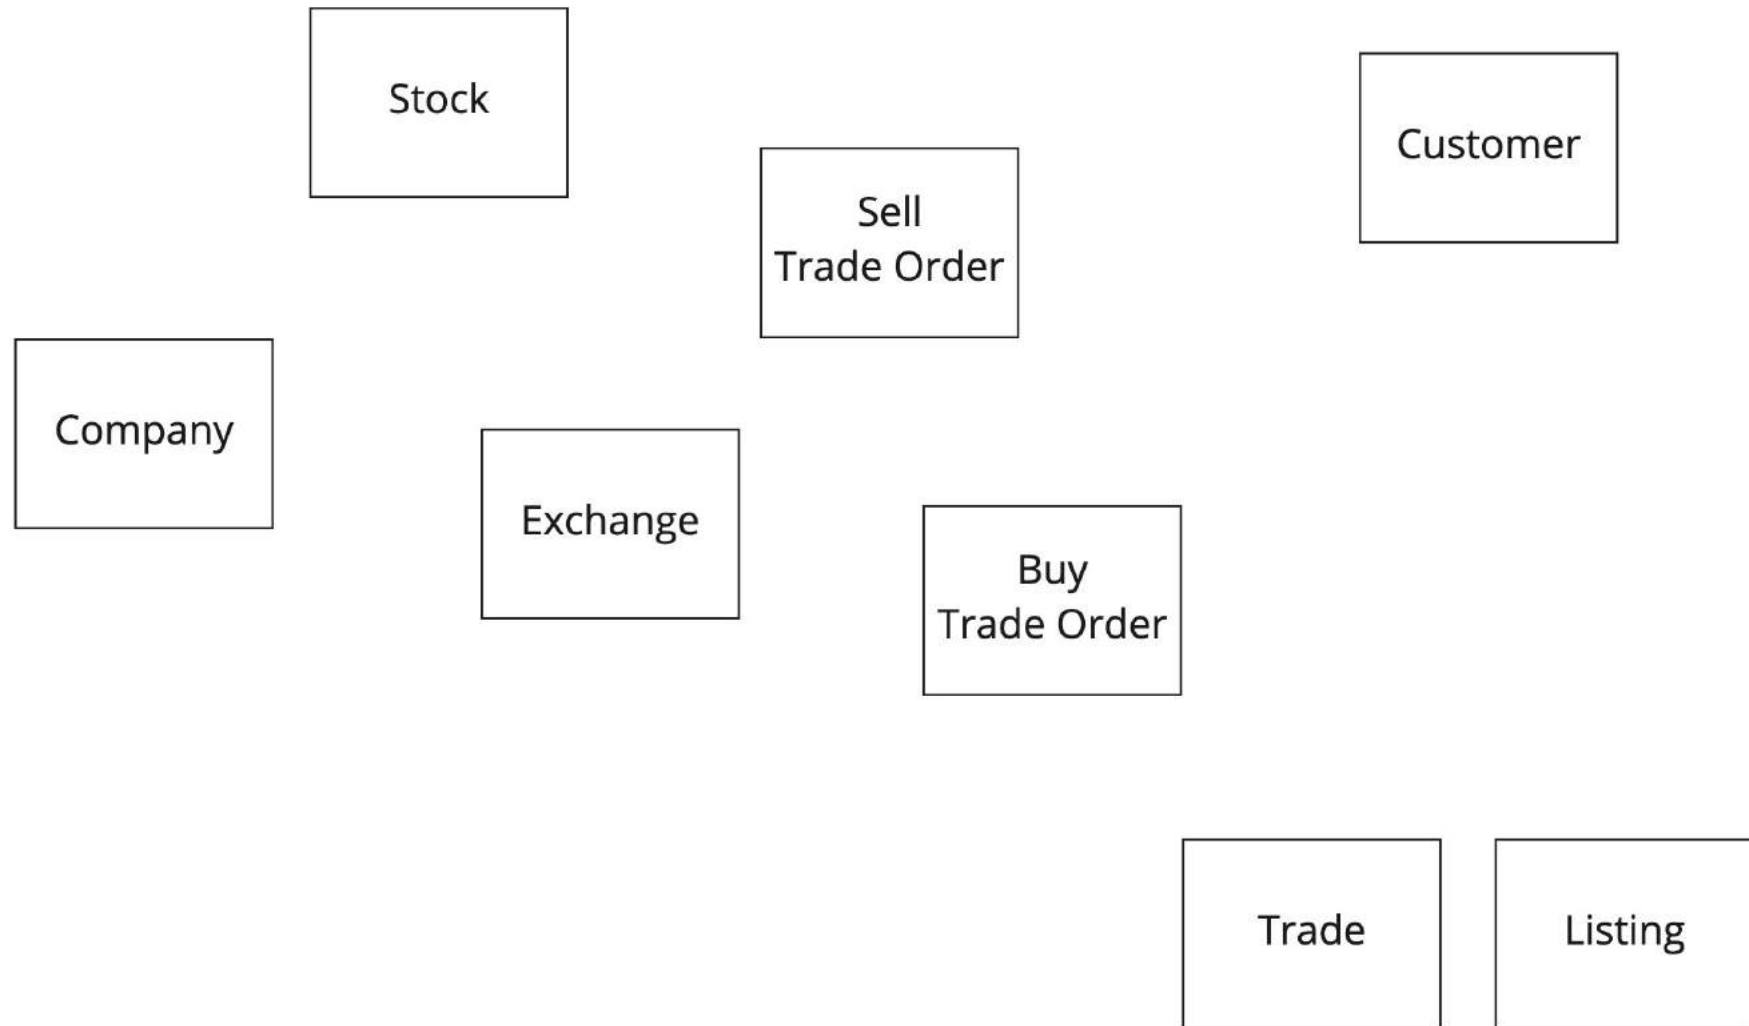 Stock
Customer
Sell
Trade Order
Company
Exchange
Buy
Trade Order
Trade
Listing